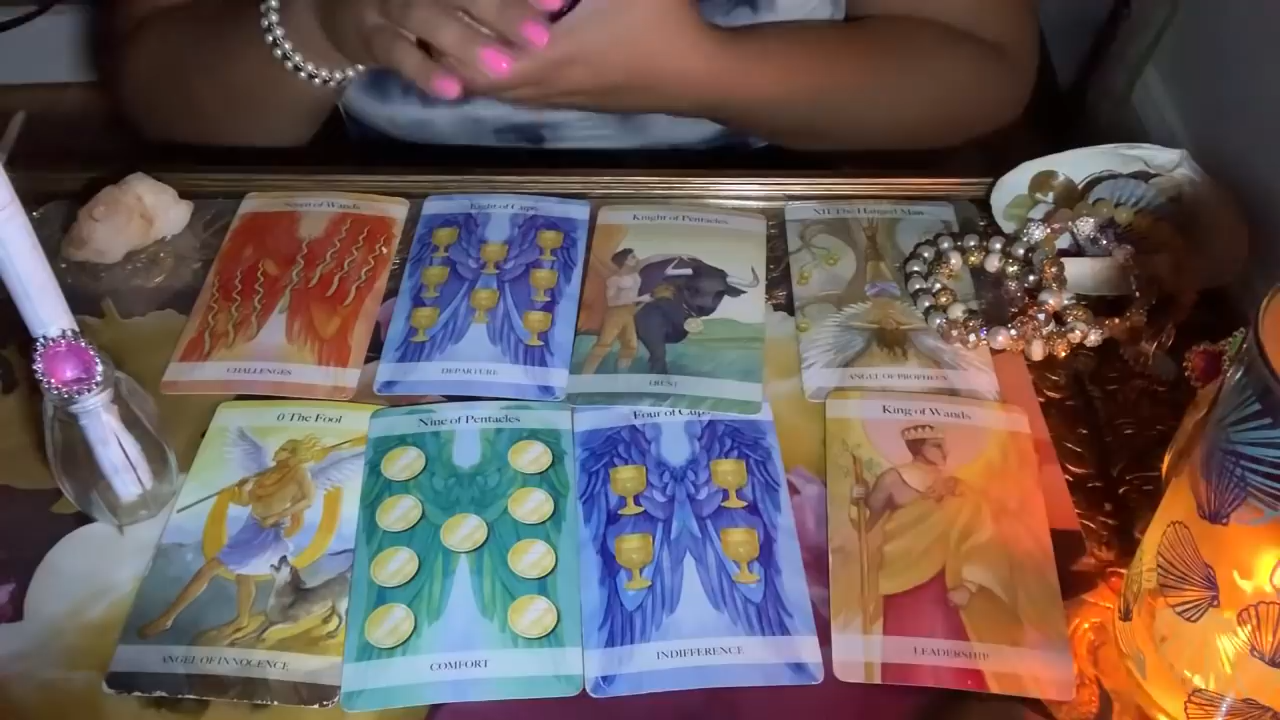 Seven of Wands
CHALLENGES
Eight of Cups
DEPARTURE
Knight of Pentacles
TRUST
XII The Hanged Man
ANGEL OF PROPHECY
0 The Fool
ANGEL OF INNOCENCE
Nine of Pentacles
COMFORT
Four of Cups
INDIFFERENCE
King of Wands
LEADERSHIP